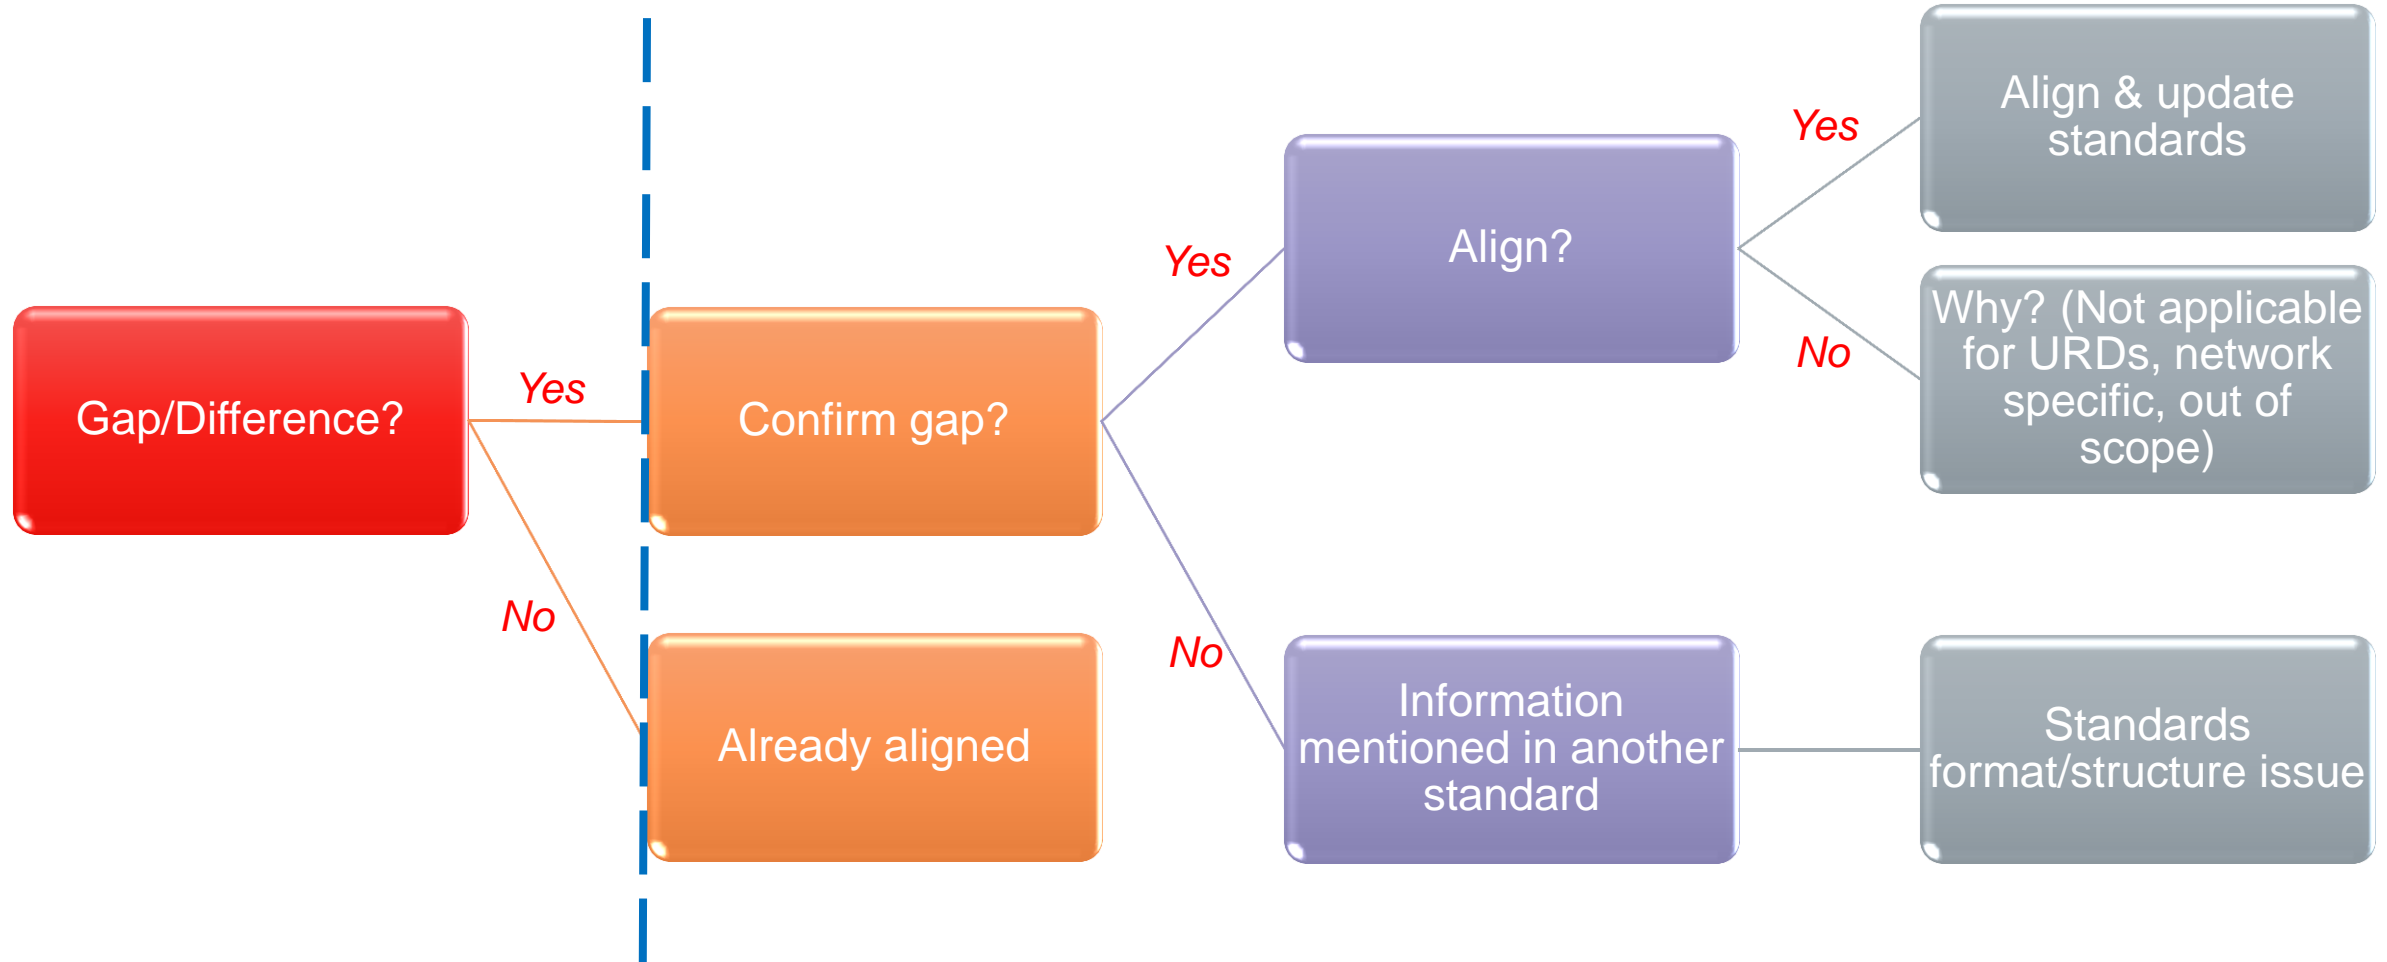 Gap/Difference?
Yes
No
Confirm gap?
Already aligned
Yes
No
Align?
Information
mentioned in another
standard
Yes
No
Align & update
standards
Why? (Not applicable
for URDs, network
specific, out of
scope)
Standards
format/structure issue